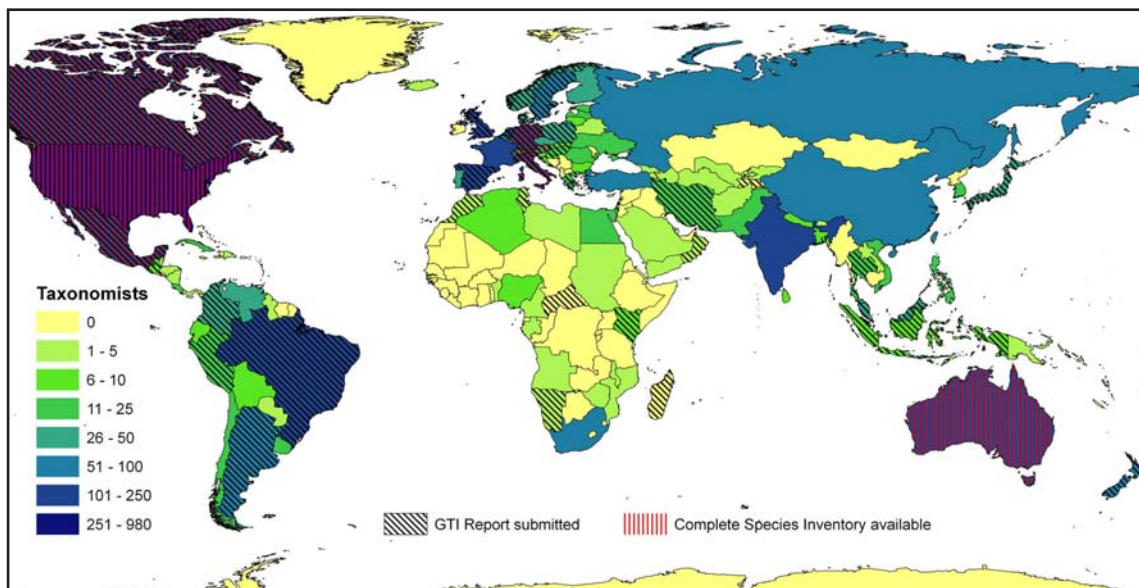 Taxonomists
0
1 - 5
6 - 10
11 - 25
26 - 50
51 - 100
101 - 250
251 - 980
GTI Report submitted
Complete Species Inventory available